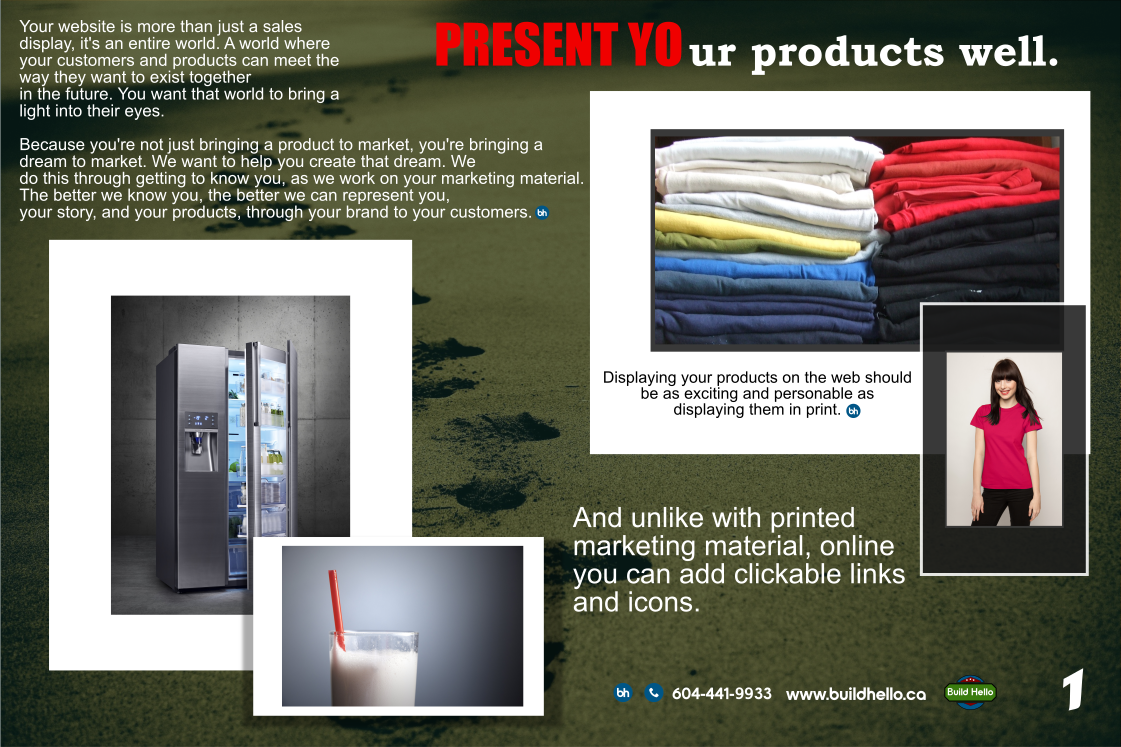 Your website is more than just a sales
display, it's an entire world. A world where
your customers and products can meet the
way they want to exist together
in the future. You want that world to bring a
light into their eyes.
Because you're not just bringing a product to market, you're bringing a
dream to market. We want to help you create that dream. We
do this through getting to know you, as we work on your marketing material.
The better we know you, the better we can represent you,
your story, and your products, through your brand to your customers. bh
PRESENT YOur products well.
Displaying your products on the web should
be as exciting and personable as
displaying them in print. bh
And unlike with printed
marketing material, online
you can add clickable links
and icons.
bh 604-441-9933 www.buildhello.ca Build Hello
1